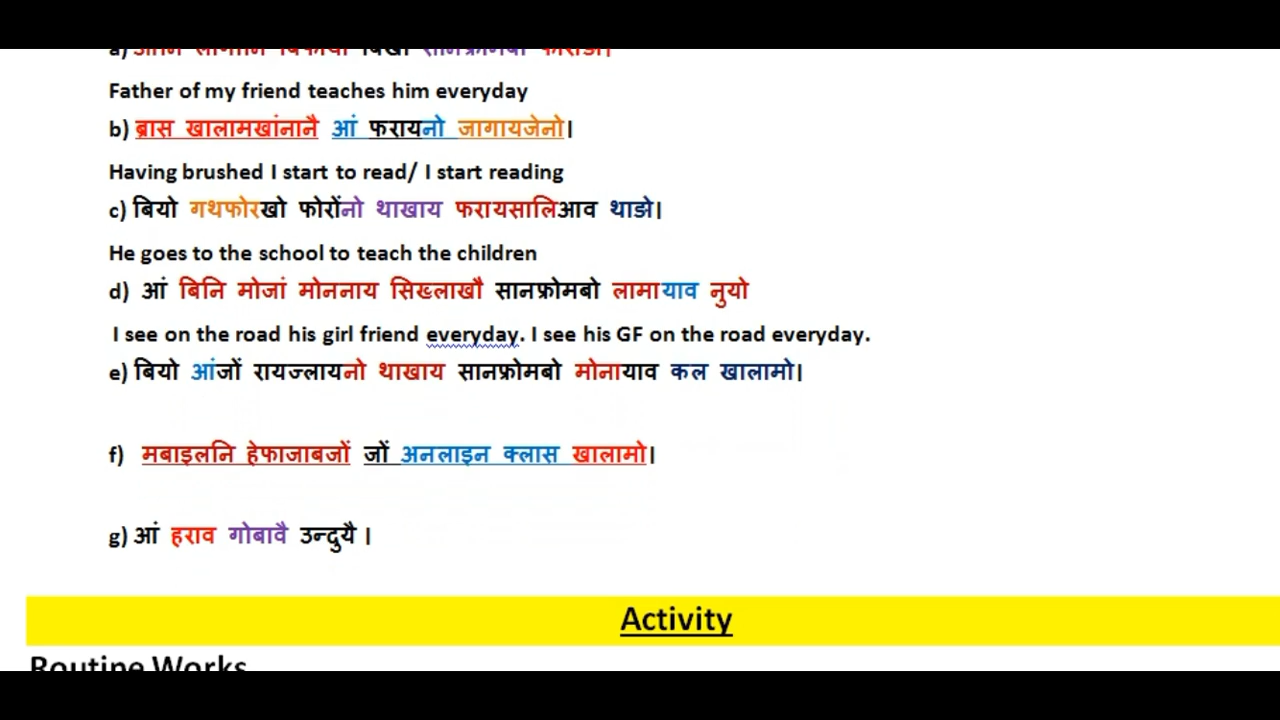 Father of my friend teaches him everyday
b) ब्रास खालामखांनानै आं फरायनो जागायजेनो।
Having brushed I start to read/ I start reading
c) बियो गथफोरखो फोरोंनो थाखाय फरायसालिआव थाङो।
He goes to the school to teach the children
d) आं बिनि मोजां मोननाय सिख्लाखौ सानफ्रोमबो लामायाव नुयो
I see on the road his girl friend everyday. I see his GF on the road everyday.
e) बियो आंजों रायज्लायनो थाखाय सानफ्रोमबो मोनायाव कल खालामो।
f) मबाइलनि हेफाजाबजों जों अनलाइन क्लास खालामो।
g) आं हराव गोबावै उन्दुयै ।
Activity
Routine Works